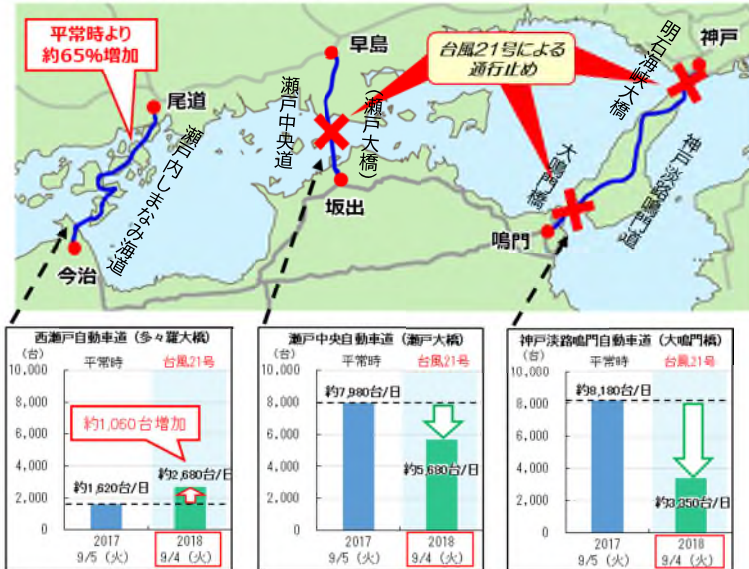 平常時より
約65%増加
尾道
瀬戸内しまなみ海道
今治
早島
瀬戸中央道
(瀬戸大橋)
坂出
台風21号による
通行止め
明石海峡大橋
神戸
大鳴門橋
神戸淡路鳴門道
鳴門
西瀬戸自動車道(多々羅大橋)
(台)
平常時
台風21号
10,000
8,000
6,000
4,000
2,000
0
約1,060台増加
約1,620台/日
約2,680台/日
2017
9/5(火)
2018
9/4(火)
瀬戸中央自動車道(瀬戸大橋)
(台)
平常時
台風21号
10,000
8,000
6,000
4,000
2,000
0
約7,980台/日
約5,680台/日
2017
9/5(火)
2018
9/4(火)
神戸淡路鳴門自動車道(大鳴門橋)
(台)
平常時
台風21号
10,000
8,000
6,000
4,000
2,000
0
約8,180台/日
約3,350台/日
2017
9/5(火)
2018
9/4(火)